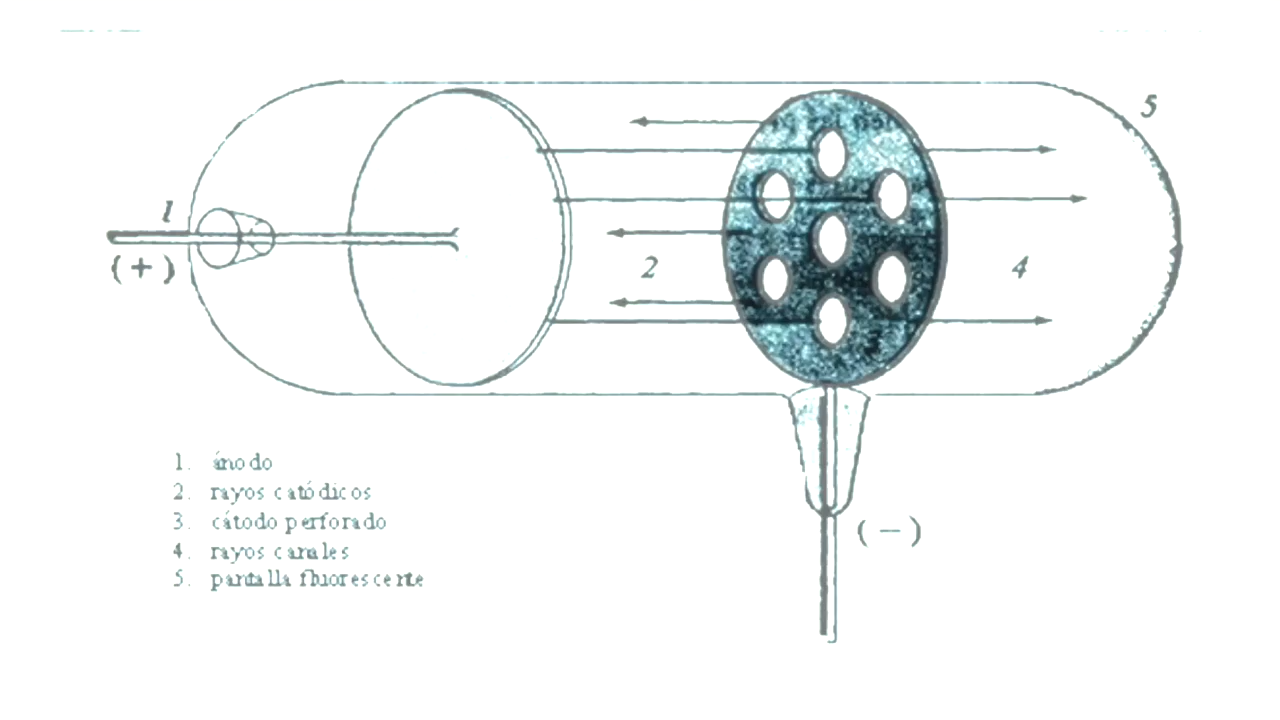 5
1
(+)
2
4
(−)
1. ánodo
2. rayos catódicos
3. cátodo perforado
4. rayos canales
5. pantalla fluorescente